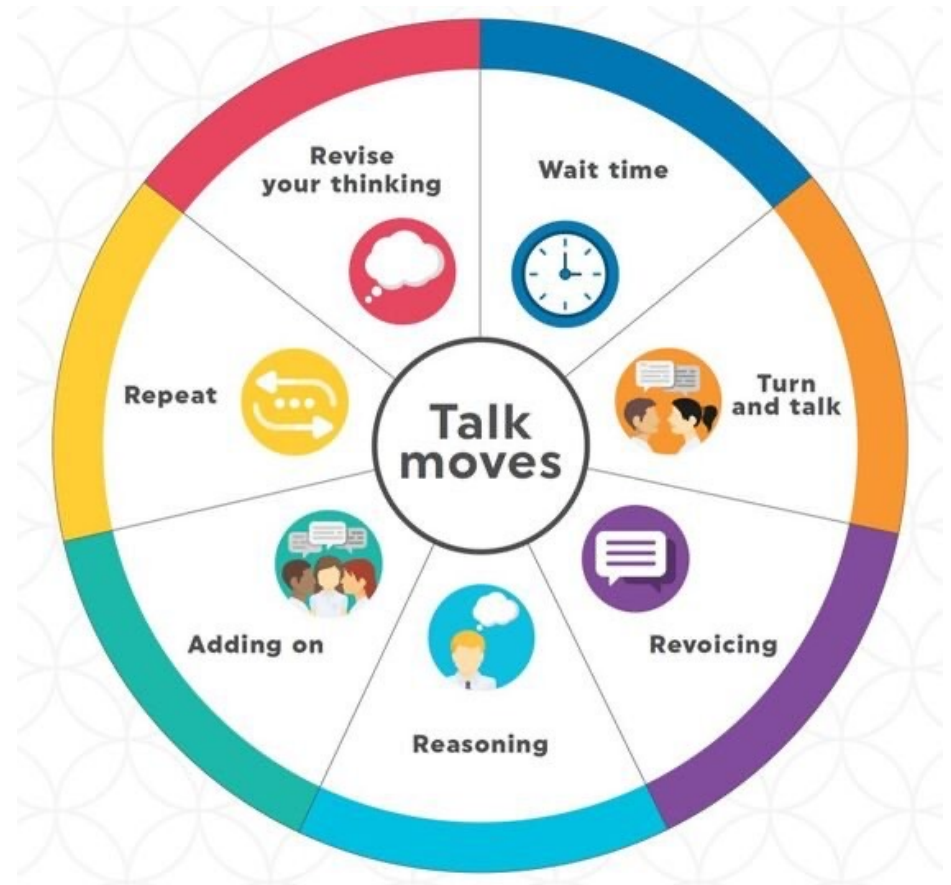 Talk
moves
Wait time
Turn
and talk
Revoicing
Reasoning
Adding on
Repeat
Revise
your thinking